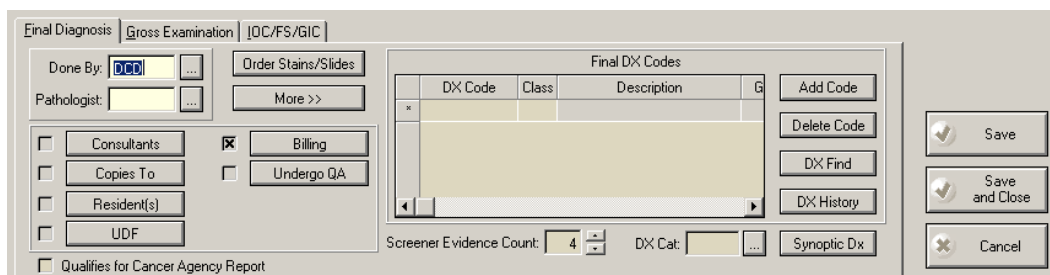 Final Diagnosis Gross Examination IOC/FS/GIC
Done By: DCD ... Order Stains/Slides
Pathologist: ... More >>
Final DX Codes
DX Code Class Description G
*
Add Code
Delete Code
DX Find
DX History
Consultants Billing
Copies To Undergo QA
Resident(s)
UDF
Qualifies for Cancer Agency Report
Screener Evidence Count: 4 DX Cat: ... Synoptic Dx
Save
Save
and Close
Cancel